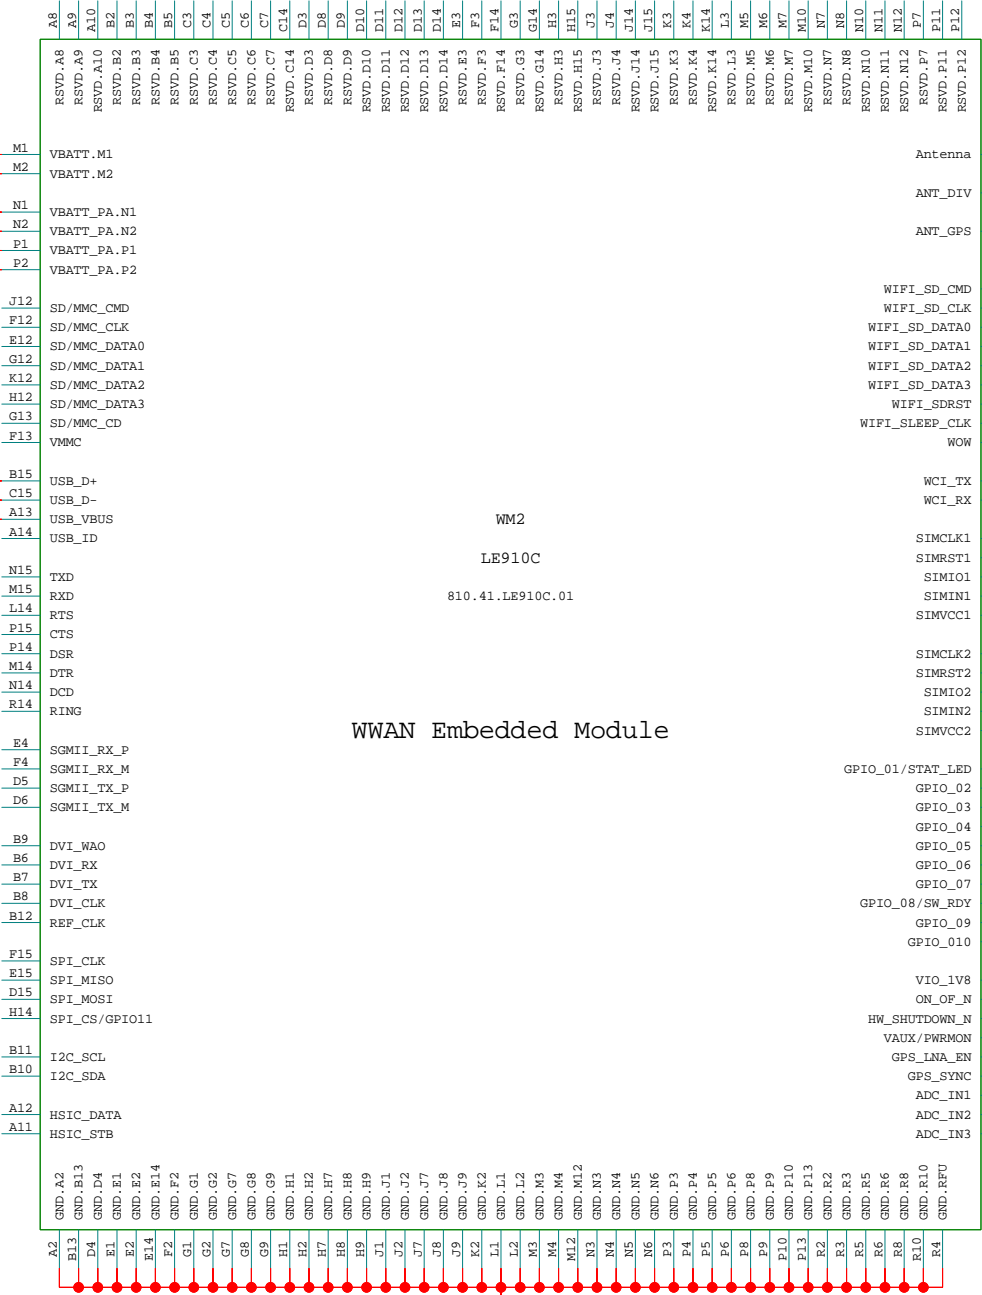 A8 A9 A10 B2 B3 B4 B5 C3 C4 C5 C6 C7 C14 D3 D8 D9 D10 D11 D12 D13 D14 E3 F3 F14 G3 G14 H3 H15 J3 J4 J14 J15 K3 K4 K14 L3 M5 M6 M7 M10 N7 N8 N10 N11 N12 P7 P11 P12
RSVD.A8 RSVD.A9 RSVD.A10 RSVD.B2 RSVD.B3 RSVD.B4 RSVD.B5 RSVD.C3 RSVD.C4 RSVD.C5 RSVD.C6 RSVD.C7 RSVD.C14 RSVD.D3 RSVD.D8 RSVD.D9 RSVD.D10 RSVD.D11 RSVD.D12 RSVD.D13 RSVD.D14 RSVD.E3 RSVD.F3 RSVD.F14 RSVD.G3 RSVD.G14 RSVD.H3 RSVD.H15 RSVD.J3 RSVD.J4 RSVD.J14 RSVD.J15 RSVD.K3 RSVD.K4 RSVD.K14 RSVD.L3 RSVD.M5 RSVD.M6 RSVD.M7 RSVD.M10 RSVD.N7 RSVD.N8 RSVD.N10 RSVD.N11 RSVD.N12 RSVD.P7 RSVD.P11 RSVD.P12
M1 VBATT.M1 Antenna
M2 VBATT.M2
ANT_DIV
N1 VBATT_PA.N1
N2 VBATT_PA.N2 ANT_GPS
P1 VBATT_PA.P1
P2 VBATT_PA.P2
WIFI_SD_CMD
J12 SD/MMC_CMD WIFI_SD_CLK
F12 SD/MMC_CLK WIFI_SD_DATA0
E12 SD/MMC_DATA0 WIFI_SD_DATA1
G12 SD/MMC_DATA1 WIFI_SD_DATA2
K12 SD/MMC_DATA2 WIFI_SD_DATA3
H12 SD/MMC_DATA3 WIFI_SDRST
G13 SD/MMC_CD WIFI_SLEEP_CLK
F13 VMMC WOW
B15 USB_D+ WCI_TX
C15 USB_D- WCI_RX
A13 USB_VBUS WM2
A14 USB_ID SIMCLK1
LE910C SIMRST1
N15 TXD SIMIO1
M15 RXD 810.41.LE910C.01 SIMIN1
L14 RTS SIMVCC1
P15 CTS
P14 DSR SIMCLK2
M14 DTR SIMRST2
N14 DCD SIMIO2
R14 RING SIMIN2
WWAN Embedded Module SIMVCC2
E4 SGMII_RX_P
F4 SGMII_RX_M GPIO_01/STAT_LED
D5 SGMII_TX_P GPIO_02
D6 SGMII_TX_M GPIO_03
GPIO_04
B9 DVI_WAO GPIO_05
B6 DVI_RX GPIO_06
B7 DVI_TX GPIO_07
B8 DVI_CLK GPIO_08/SW_RDY
B12 REF_CLK GPIO_09
GPIO_010
F15 SPI_CLK
E15 SPI_MISO VIO_1V8
D15 SPI_MOSI ON_OF_N
H14 SPI_CS/GPIO11 HW_SHUTDOWN_N
VAUX/PWRMON
B11 I2C_SCL GPS_LNA_EN
B10 I2C_SDA GPS_SYNC
ADC_IN1
A12 HSIC_DATA ADC_IN2
A11 HSIC_STB ADC_IN3
GND.A2 GND.B13 GND.D4 GND.E1 GND.E2 GND.E14 GND.F2 GND.G1 GND.G2 GND.G7 GND.G8 GND.G9 GND.H1 GND.H2 GND.H7 GND.H8 GND.H9 GND.J1 GND.J2 GND.J7 GND.J8 GND.J9 GND.K2 GND.L1 GND.L2 GND.M3 GND.M4 GND.M12 GND.N3 GND.N4 GND.N5 GND.N6 GND.P3 GND.P4 GND.P5 GND.P6 GND.P8 GND.P9 GND.P10 GND.P13 GND.R2 GND.R3 GND.R5 GND.R6 GND.R8 GND.R10 GND.RFU
A2 B13 D4 E1 E2 E14 F2 G1 G2 G7 G8 G9 H1 H2 H7 H8 H9 J1 J2 J7 J8 J9 K2 L1 L2 M3 M4 M12 N3 N4 N5 N6 P3 P4 P5 P6 P8 P9 P10 P13 R2 R3 R5 R6 R8 R10 R4